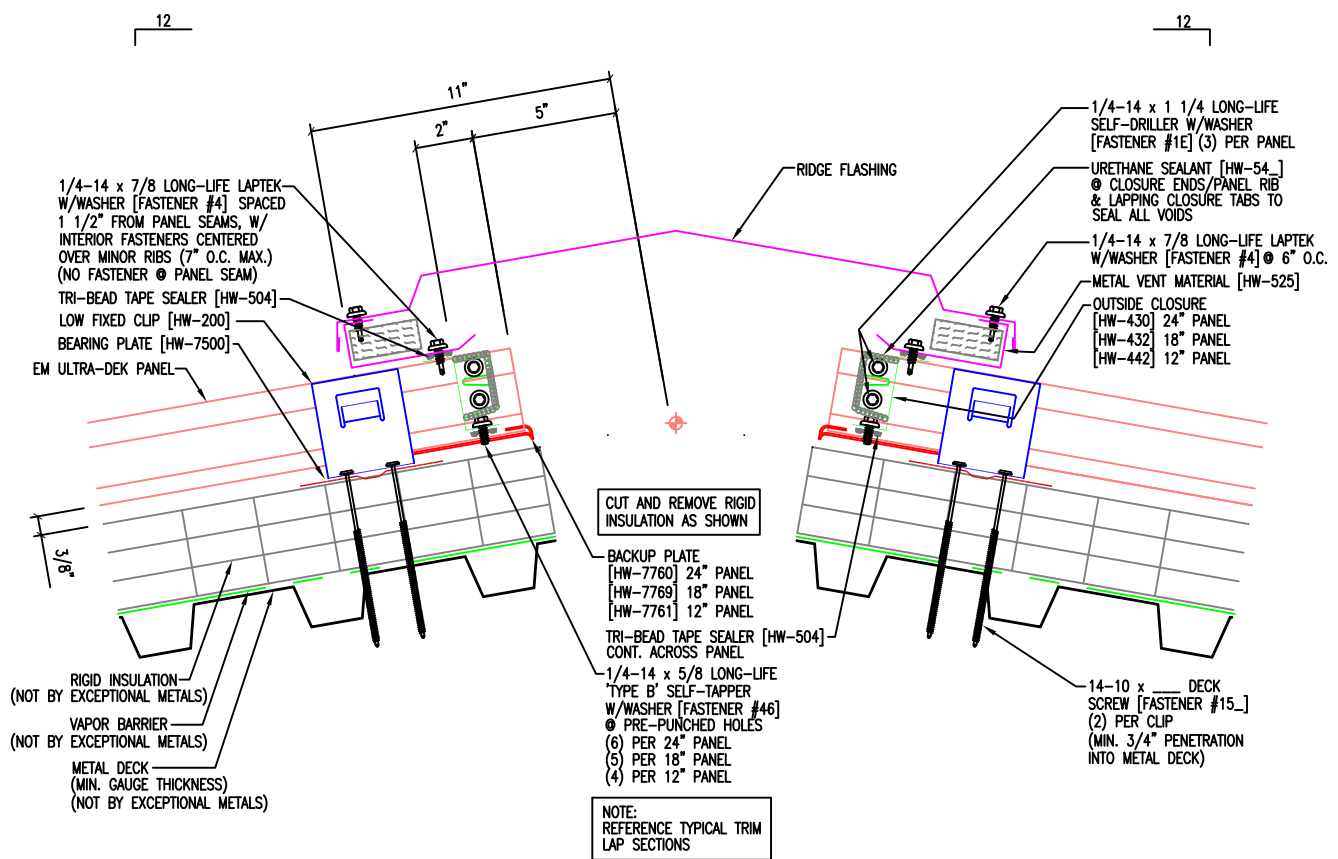 12
12
11"
2"
5"
1/4-14 x 7/8 LONG-LIFE LAPTEK
W/WASHER [FASTENER #4] SPACED
1 1/2" FROM PANEL SEAMS, W/
INTERIOR FASTENERS CENTERED
OVER MINOR RIBS (7" O.C. MAX.)
(NO FASTENER @ PANEL SEAM)
TRI-BEAD TAPE SEALER [HW-504]
LOW FIXED CLIP [HW-200]
BEARING PLATE [HW-7500]
EM ULTRA-DEK PANEL
RIDGE FLASHING
1/4-14 x 1 1/4 LONG-LIFE
SELF-DRILLER W/WASHER
[FASTENER #1E] (3) PER PANEL
URETHANE SEALANT [HW-54_]
@ CLOSURE ENDS/PANEL RIB
& LAPPING CLOSURE TABS TO
SEAL ALL VOIDS
1/4-14 x 7/8 LONG-LIFE LAPTEK
W/WASHER [FASTENER #4] @ 6" O.C.
METAL VENT MATERIAL [HW-525]
OUTSIDE CLOSURE
[HW-430] 24" PANEL
[HW-432] 18" PANEL
[HW-442] 12" PANEL
3/8"
CUT AND REMOVE RIGID
INSULATION AS SHOWN
BACKUP PLATE
[HW-7760] 24" PANEL
[HW-7769] 18" PANEL
[HW-7761] 12" PANEL
TRI-BEAD TAPE SEALER [HW-504]
CONT. ACROSS PANEL
1/4-14 x 5/8 LONG-LIFE
'TYPE B' SELF-TAPPER
W/WASHER [FASTENER #46]
@ PRE-PUNCHED HOLES
(6) PER 24" PANEL
(5) PER 18" PANEL
(4) PER 12" PANEL
RIGID INSULATION
(NOT BY EXCEPTIONAL METALS)
VAPOR BARRIER
(NOT BY EXCEPTIONAL METALS)
METAL DECK
(MIN. GAUGE THICKNESS)
(NOT BY EXCEPTIONAL METALS)
14-10 x ___ DECK
SCREW [FASTENER #15_]
(2) PER CLIP
(MIN. 3/4" PENETRATION
INTO METAL DECK)
NOTE:
REFERENCE TYPICAL TRIM
LAP SECTIONS